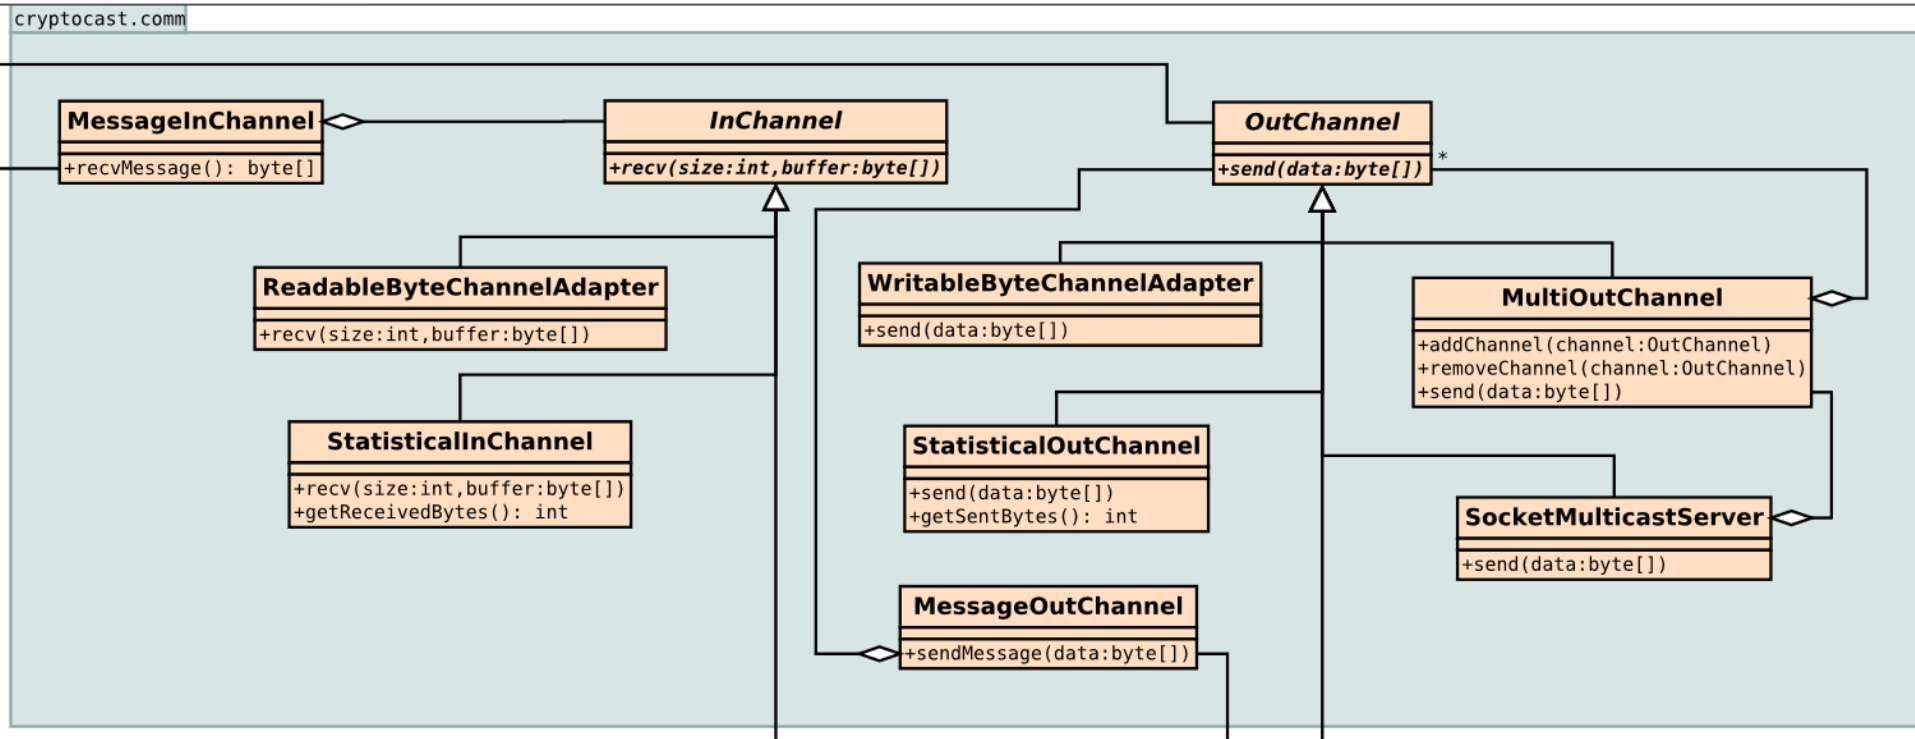 cryptocast.comm
MessageInChannel
+recvMessage(): byte[]
InChannel
+recv(size:int,buffer:byte[])
OutChannel
+send(data:byte[])
*
ReadableByteChannelAdapter
+recv(size:int,buffer:byte[])
WritableByteChannelAdapter
+send(data:byte[])
MultiOutChannel
+addChannel(channel:OutChannel)
+removeChannel(channel:OutChannel)
+send(data:byte[])
StatisticalInChannel
+recv(size:int,buffer:byte[])
+getReceivedBytes(): int
StatisticalOutChannel
+send(data:byte[])
+getSentBytes(): int
SocketMulticastServer
+send(data:byte[])
MessageOutChannel
+sendMessage(data:byte[])